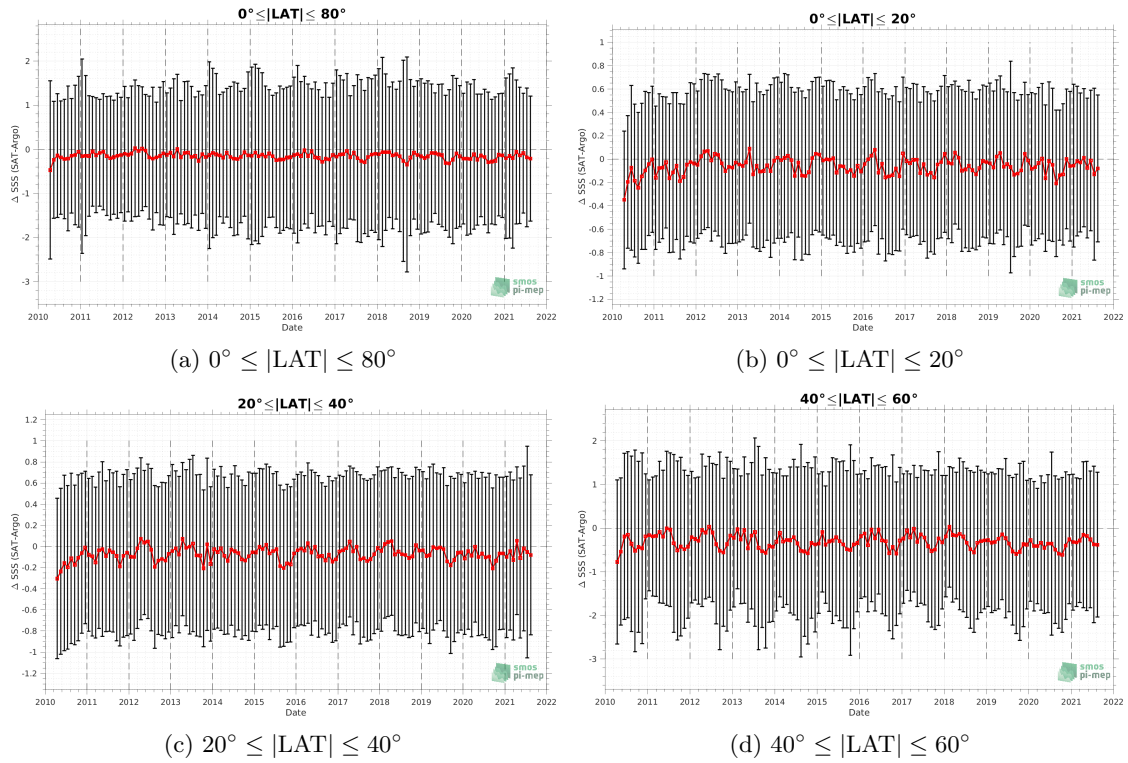 0°≤|LAT|≤ 80°
Δ SSS (SAT-Argo)
2
1
0
-1
-2
-3
smos
pi-mep
2010 2011 2012 2013 2014 2015 2016 2017 2018 2019 2020 2021 2022
Date
(a) 0° ≤ |LAT| ≤ 80°
0°≤|LAT|≤ 20°
Δ SSS (SAT-Argo)
1
0.8
0.6
0.4
0.2
0
-0.2
-0.4
-0.6
-0.8
-1
-1.2
smos
pi-mep
2010 2011 2012 2013 2014 2015 2016 2017 2018 2019 2020 2021 2022
Date
(b) 0° ≤ |LAT| ≤ 20°
20°≤|LAT|≤ 40°
Δ SSS (SAT-Argo)
1.2
1
0.8
0.6
0.4
0.2
0
-0.2
-0.4
-0.6
-0.8
-1
-1.2
smos
pi-mep
2010 2011 2012 2013 2014 2015 2016 2017 2018 2019 2020 2021 2022
Date
(c) 20° ≤ |LAT| ≤ 40°
40°≤|LAT|≤ 60°
Δ SSS (SAT-Argo)
2
1
0
-1
-2
-3
smos
pi-mep
2010 2011 2012 2013 2014 2015 2016 2017 2018 2019 2020 2021 2022
Date
(d) 40° ≤ |LAT| ≤ 60°